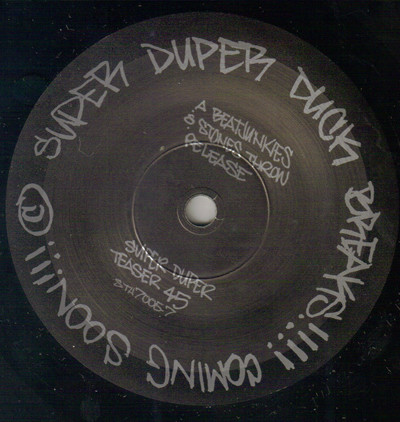 SUPER DUPER DUCK BREAKS!!!! COMING SOON!!! ©
A BEATJUNKIES
& STONES THROW
RELEASE
SUPER DUPER
TEASER 45